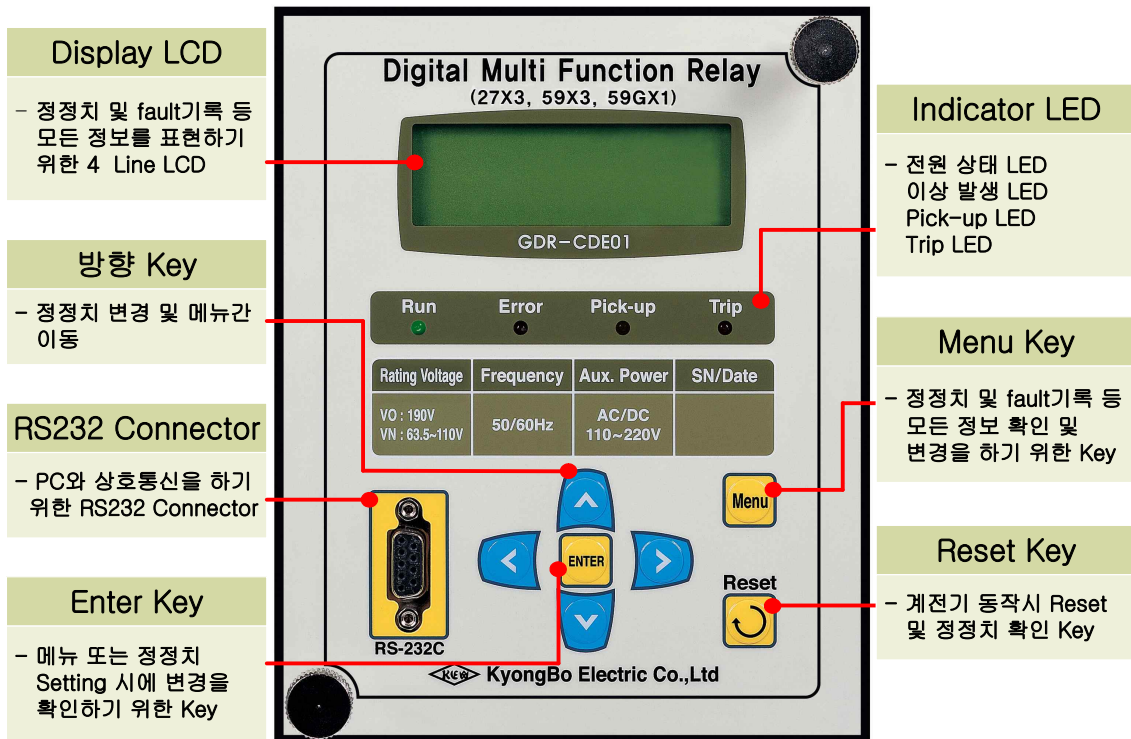 Display LCD
- 정정치 및 fault기록 등
모든 정보를 표현하기
위한 4 Line LCD
방향 Key
- 정정치 변경 및 메뉴간
이동
RS232 Connector
- PC와 상호통신을 하기
위한 RS232 Connector
Enter Key
- 메뉴 또는 정정치
Setting 시에 변경을
확인하기 위한 Key
Digital Multi Function Relay
(27X3, 59X3, 59GX1)
GDR-CDE01
Run Error Pick-up Trip
Rating Voltage Frequency Aux. Power SN/Date
VO : 190V
VN : 63.5~110V
50/60Hz
AC/DC
110~220V
Menu
ENTER
Reset
RS-232C
KEW KyongBo Electric Co.,Ltd
Indicator LED
- 전원 상태 LED
이상 발생 LED
Pick-up LED
Trip LED
Menu Key
- 정정치 및 fault기록 등
모든 정보 확인 및
변경을 하기 위한 Key
Reset Key
- 계전기 동작시 Reset
및 정정치 확인 Key